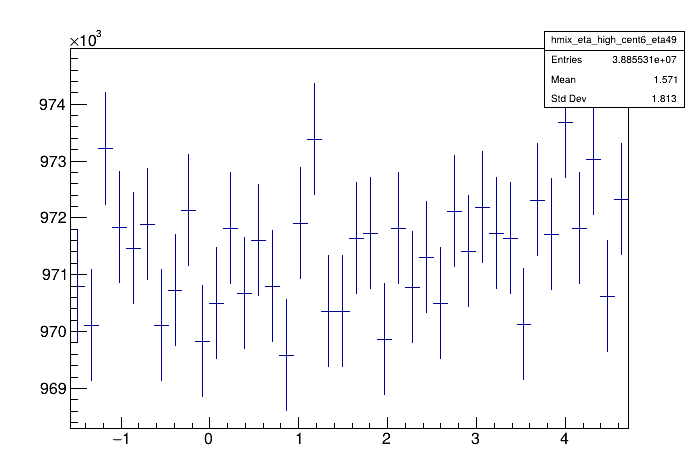 ×10³
hmix_eta_high_cent6_eta49
Entries 3.885531e+07
Mean 1.571
Std Dev 1.813
974
973
972
971
970
969
−1 0 1 2 3 4